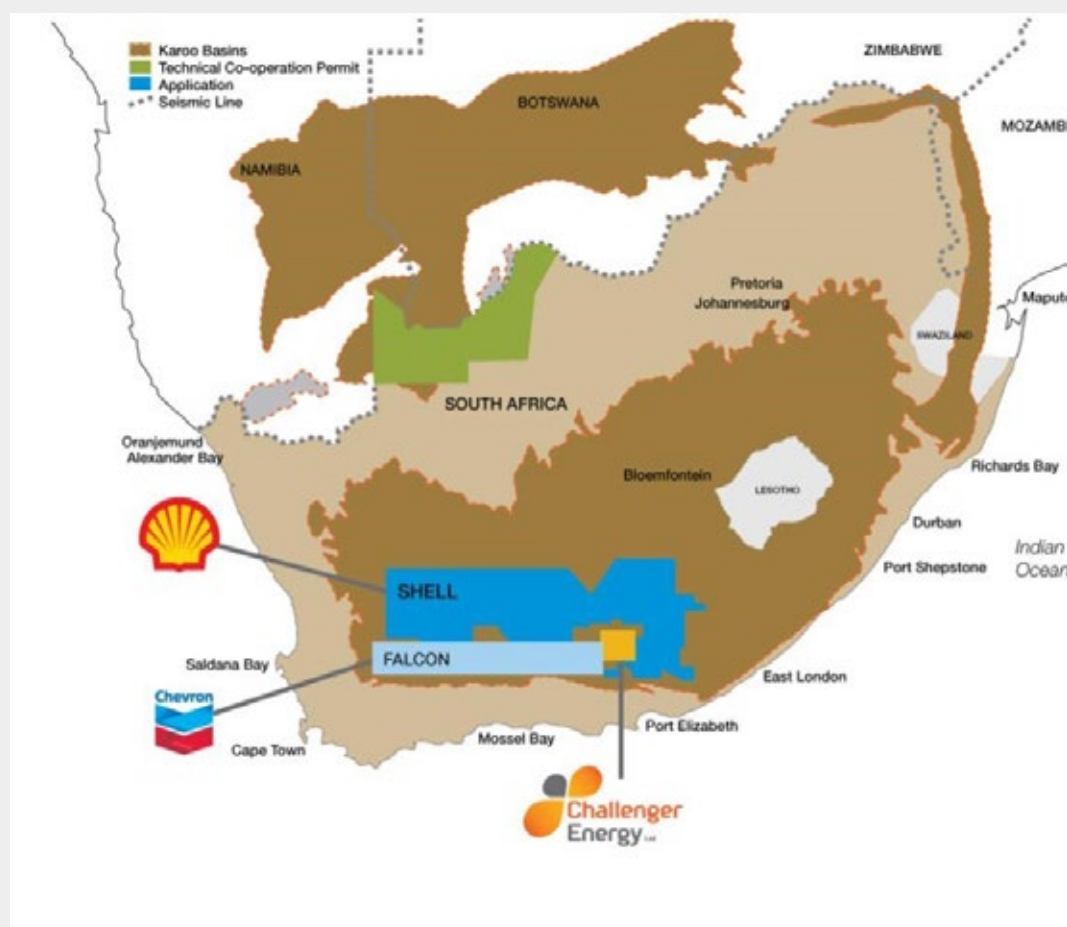 Karoo Basins
Technical Co-operation Permit
Application
Seismic Line
ZIMBABWE
BOTSWANA
MOZAMBI
NAMIBIA
Pretoria
Johannesburg
Maputo
SWAZILAND
SOUTH AFRICA
Oranjemund
Alexander Bay
Bloemfontein
LESOTHO
Richards Bay
Durban
Indian
Ocean
Port Shepstone
SHELL
FALCON
Saldana Bay
East London
Chevron
Port Elizabeth
Mossel Bay
Cape Town
Challenger
Energy Ltd